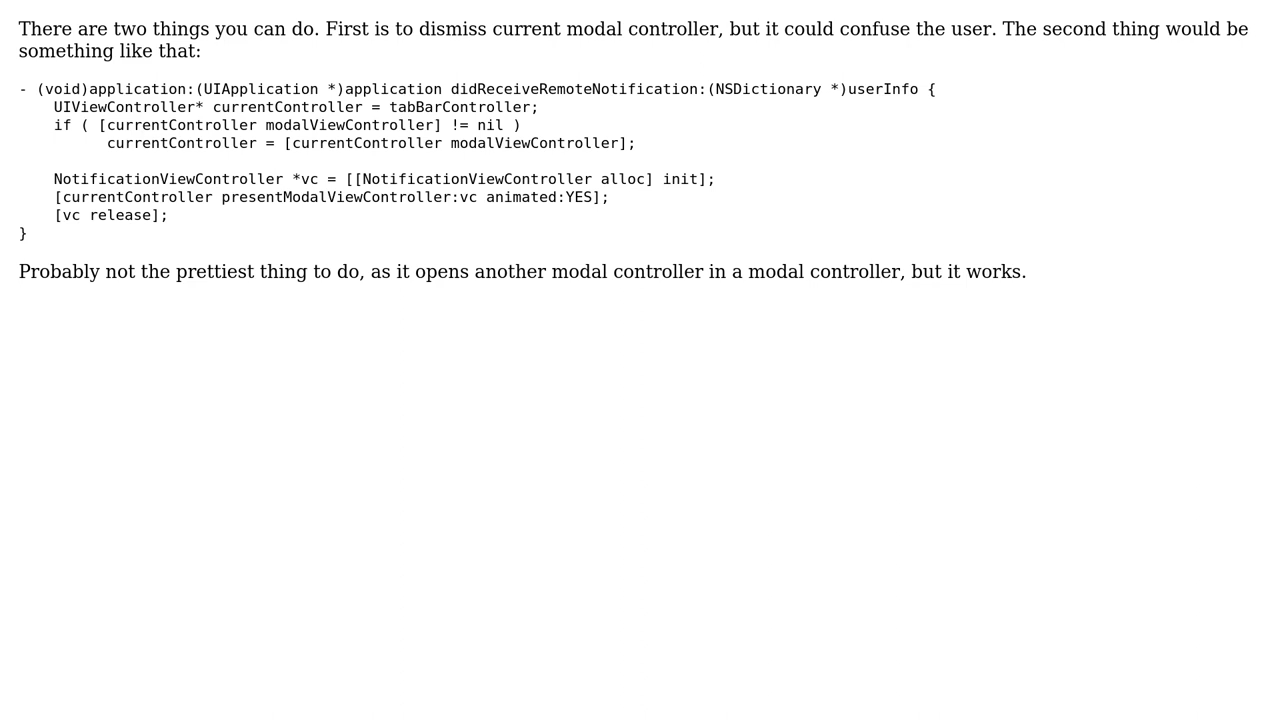 There are two things you can do. First is to dismiss current modal controller, but it could confuse the user. The second thing would be
something like that:
- (void)application:(UIApplication *)application didReceiveRemoteNotification:(NSDictionary *)userInfo {
    UIViewController* currentController = tabBarController;
    if ( [currentController modalViewController] != nil )
          currentController = [currentController modalViewController];

    NotificationViewController *vc = [[NotificationViewController alloc] init];
    [currentController presentModalViewController:vc animated:YES];
    [vc release];
}
Probably not the prettiest thing to do, as it opens another modal controller in a modal controller, but it works.